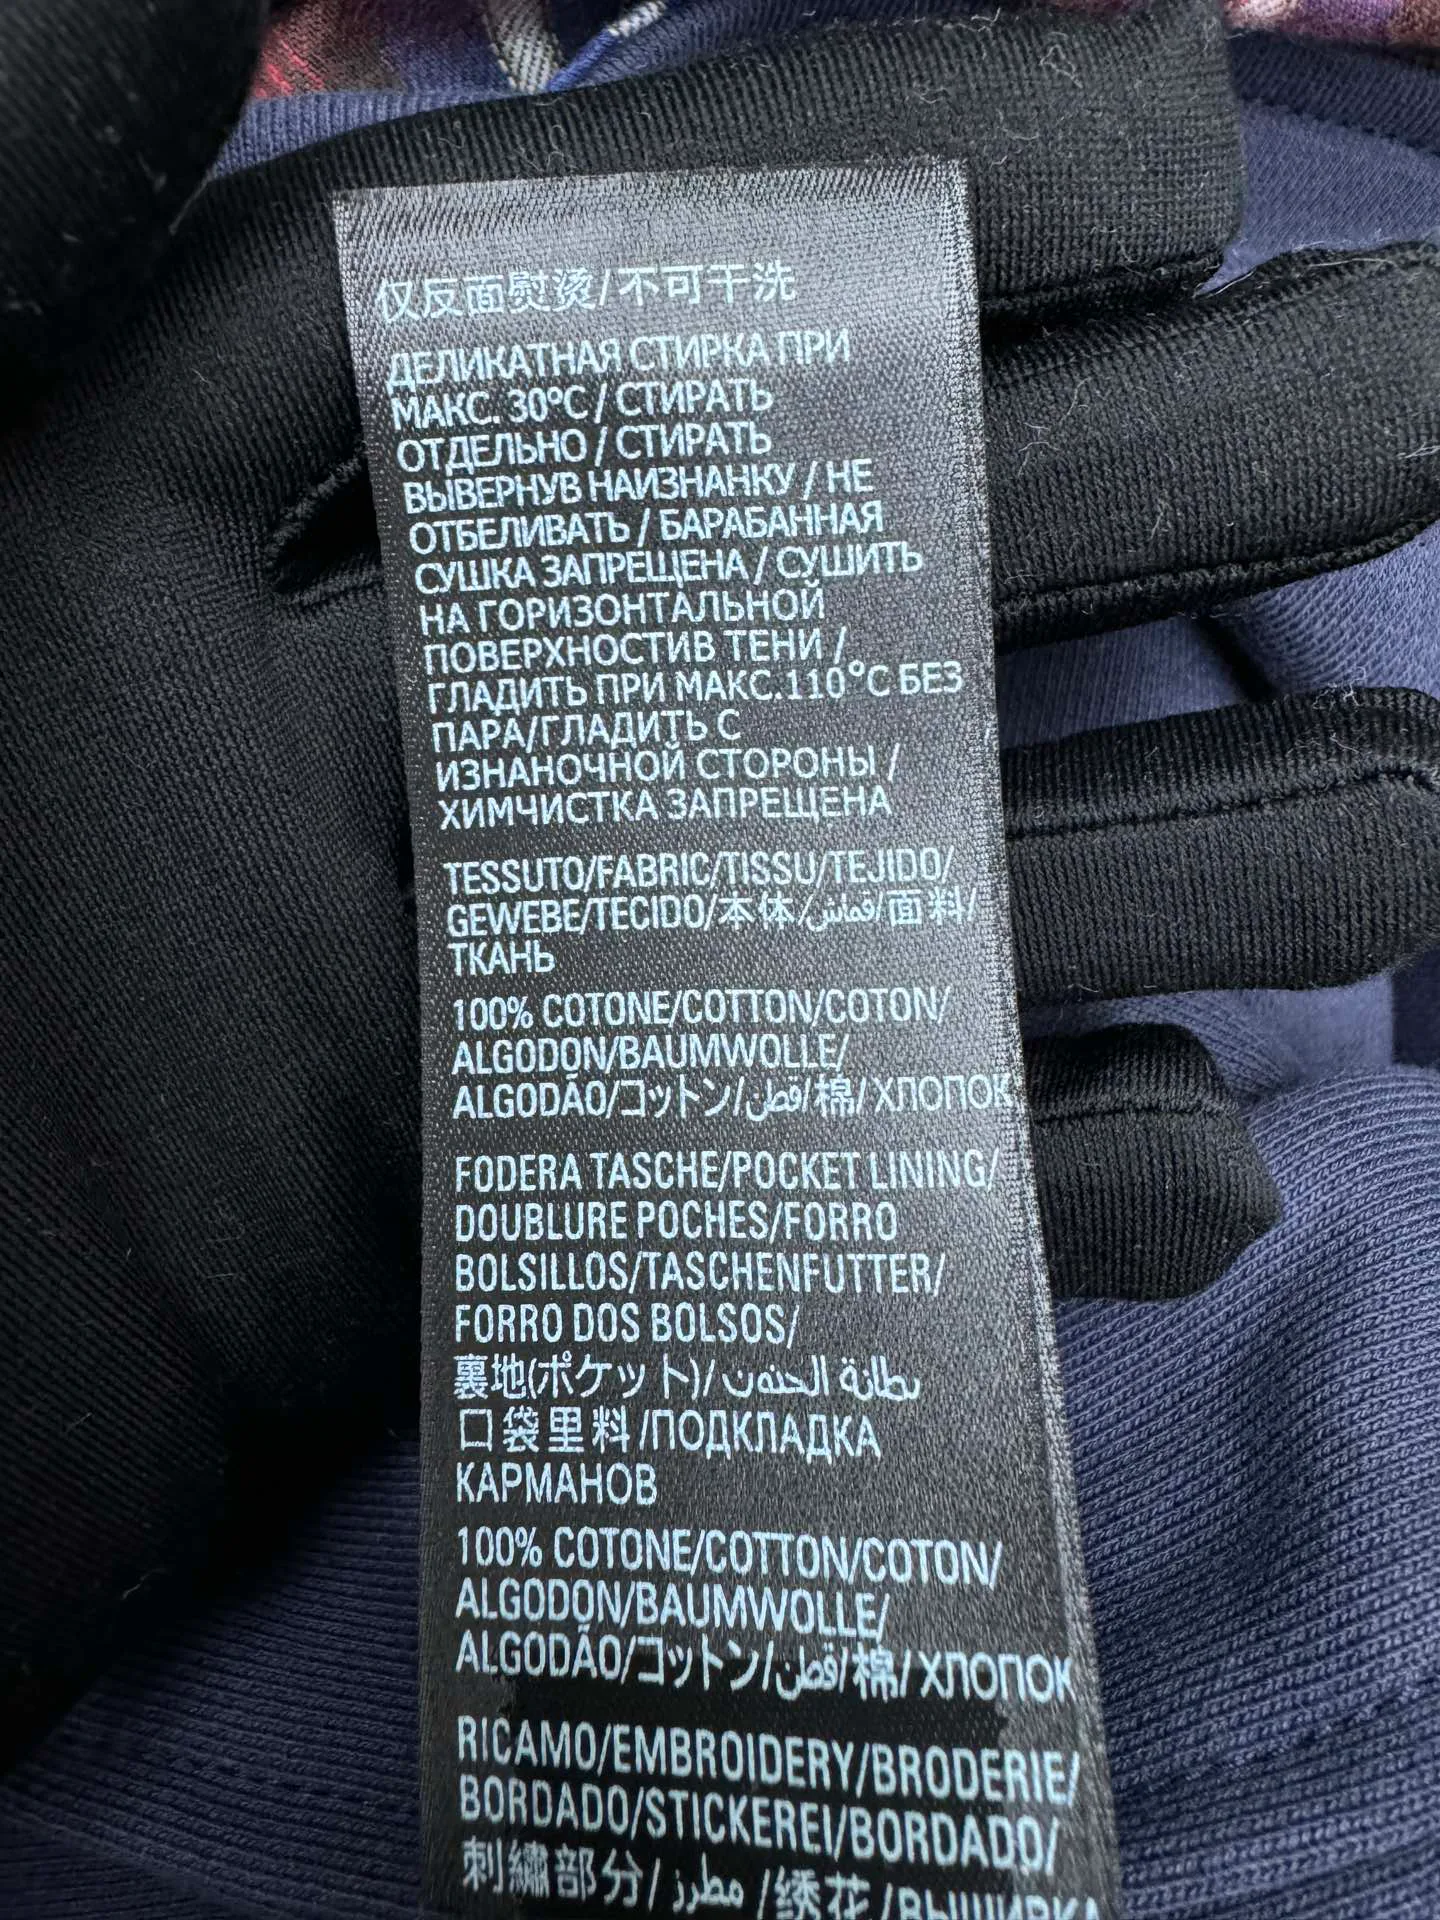 仅反面熨烫/不可干洗
ДЕЛИКАТНАЯ СТИРКА ПРИ
МАКС. 30°C / СТИРАТЬ
ОТДЕЛЬНО / СТИРАТЬ
ВЫВЕРНУВ НАИЗНАНКУ / НЕ
ОТБЕЛИВАТЬ / БАРАБАННАЯ
СУШКА ЗАПРЕЩЕНА / СУШИТЬ
НА ГОРИЗОНТАЛЬНОЙ
ПОВЕРХНОСТИВ ТЕНИ /
ГЛАДИТЬ ПРИ МАКС.110°C БЕЗ
ПАРА/ГЛАДИТЬ С
ИЗНАНОЧНОЙ СТОРОНЫ /
ХИМЧИСТКА ЗАПРЕЩЕНА
TESSUTO/FABRIC/TISSU/TEJIDO/
GEWEBE/TECIDO/本体/قماش/面料/
ТКАНЬ
100% COTONE/COTTON/COTON/
ALGODON/BAUMWOLLE/
ALGODÃO/コットン/قطن/棉/ХЛОПОК
FODERA TASCHE/POCKET LINING/
DOUBLURE POCHES/FORRO
BOLSILLOS/TASCHENFUTTER/
FORRO DOS BOLSOS/
裏地(ポケット)/بطانة
口袋里料/ПОДКЛАДКА
КАРМАНОВ
100% COTONE/COTTON/COTON/
ALGODON/BAUMWOLLE/
ALGODÃO/コットン/قطن/棉/ХЛОПОК
RICAMO/EMBROIDERY/BRODERIE/
BORDADO/STICKEREI/BORDADO/
刺繍部分/مطرز/绣花/ВЫШИВКА